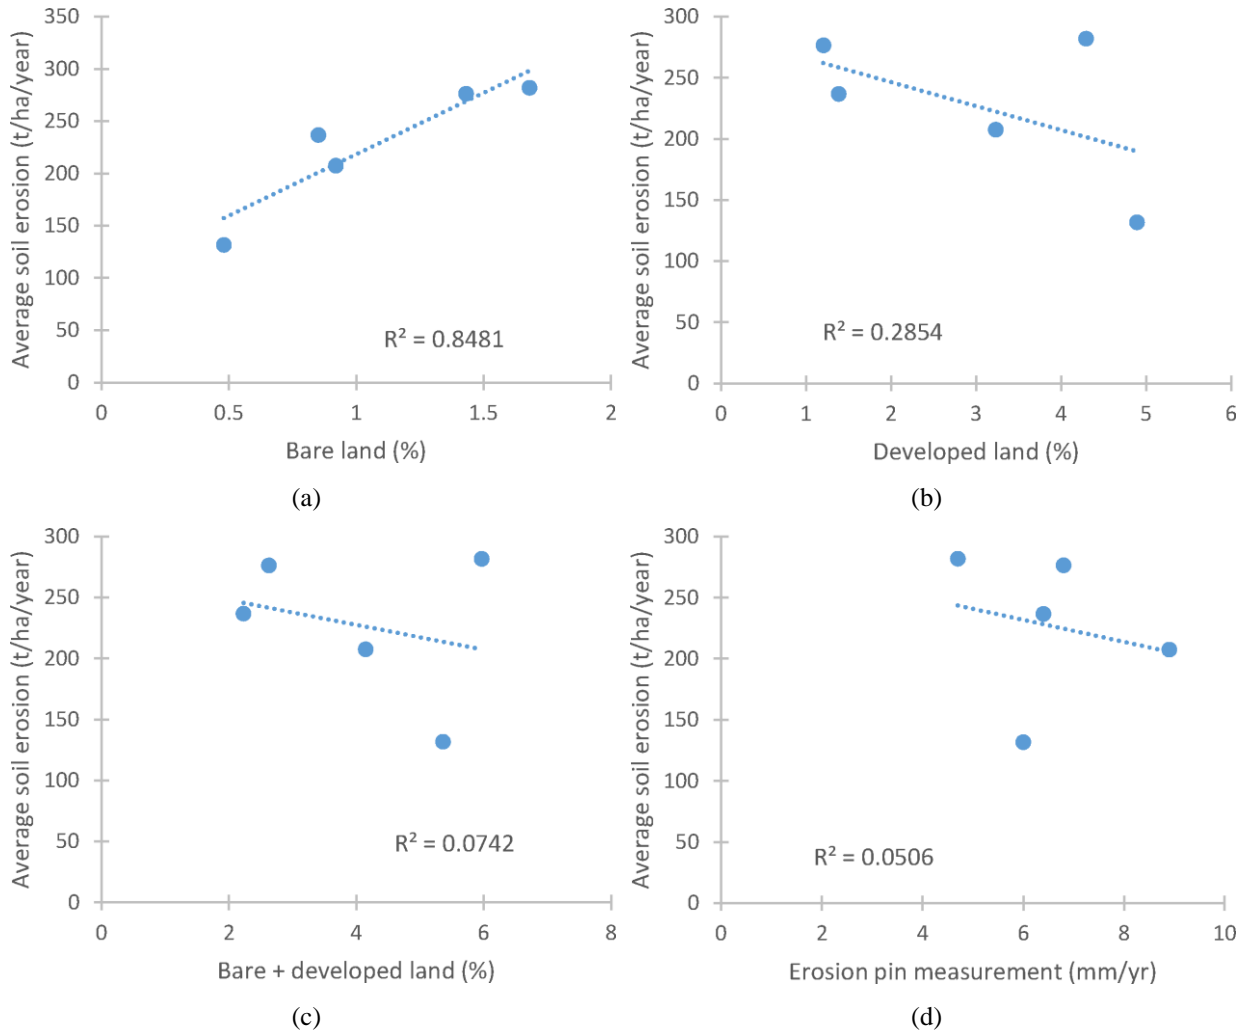 Average soil erosion (t/ha/year)
350
300
250
200
150
100
50
0
R² = 0.8481
0 0.5 1 1.5 2
Bare land (%)
(a)
Average soil erosion (t/ha/year)
300
250
200
150
100
50
0
R² = 0.2854
0 1 2 3 4 5 6
Developed land (%)
(b)
Average soil erosion (t/ha/year)
300
250
200
150
100
50
0
R² = 0.0742
0 2 4 6 8
Bare + developed land (%)
(c)
Average soil erosion (t/ha/year)
300
250
200
150
100
50
0
R² = 0.0506
0 2 4 6 8 10
Erosion pin measurement (mm/yr)
(d)